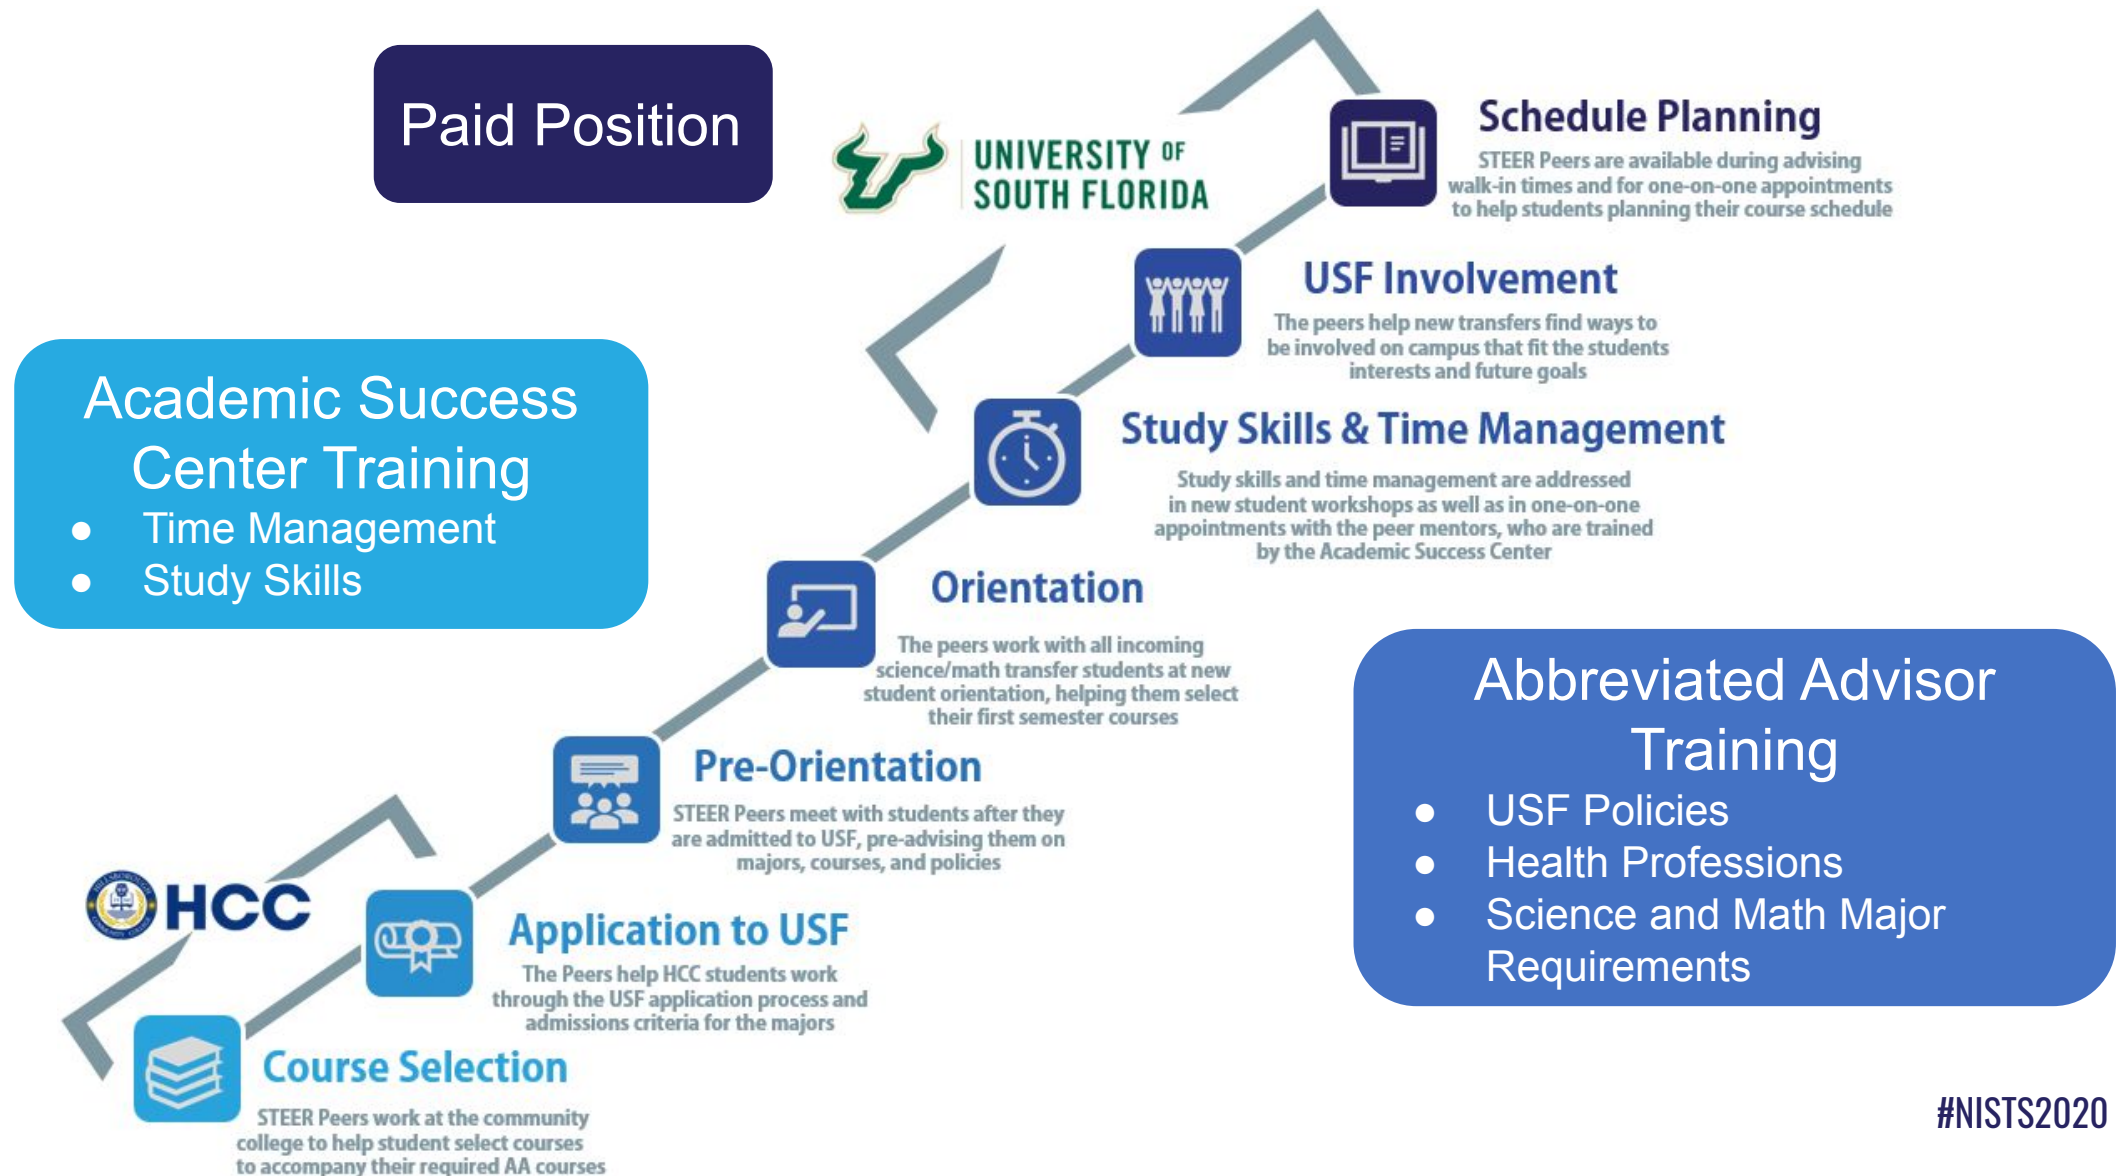 Paid Position
UNIVERSITY OF
SOUTH FLORIDA
Schedule Planning
STEER Peers are available during advising
walk-in times and for one-on-one appointments
to help students planning their course schedule
USF Involvement
The peers help new transfers find ways to
be involved on campus that fit the students
interests and future goals
Academic Success
Center Training
● Time Management
● Study Skills
Study Skills & Time Management
Study skills and time management are addressed
in new student workshops as well as in one-on-one
appointments with the peer mentors, who are trained
by the Academic Success Center
Orientation
The peers work with all incoming
science/math transfer students at new
student orientation, helping them select
their first semester courses
Abbreviated Advisor
Training
● USF Policies
● Health Professions
● Science and Math Major
Requirements
Pre-Orientation
STEER Peers meet with students after they
are admitted to USF, pre-advising them on
majors, courses, and policies
HCC
Application to USF
The Peers help HCC students work
through the USF application process and
admissions criteria for the majors
Course Selection
STEER Peers work at the community
college to help student select courses
to accompany their required AA courses
#NISTS2020